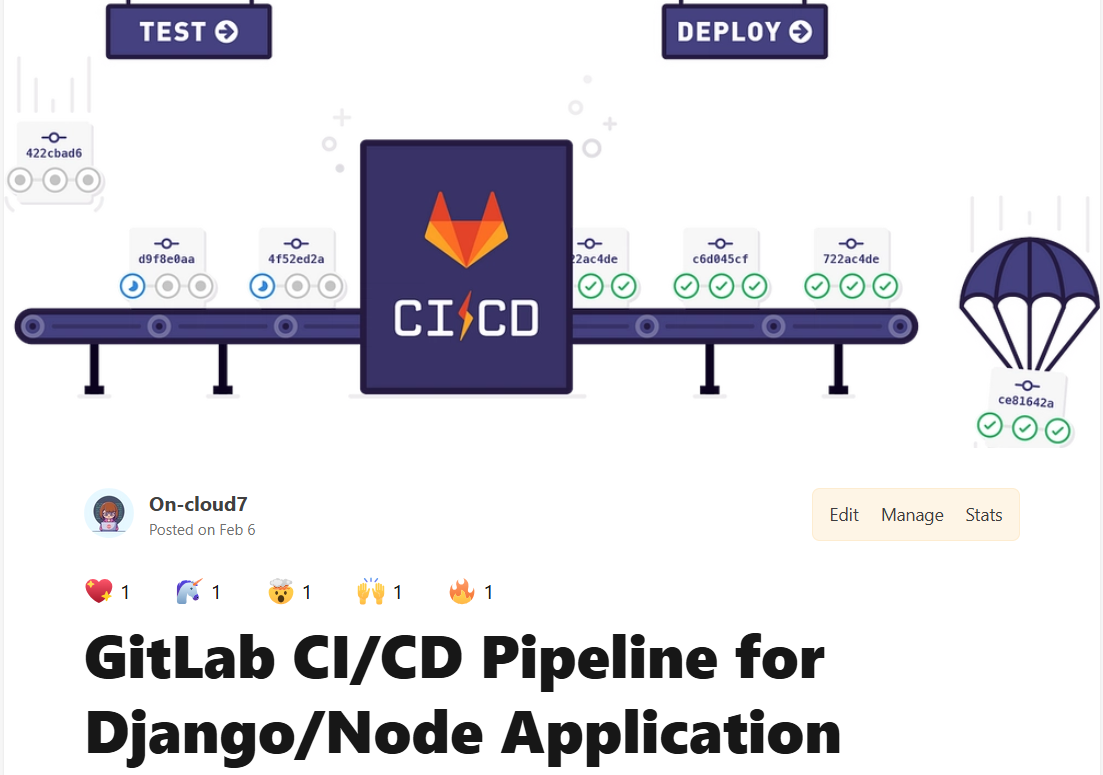 TEST
DEPLOY
422cbad6
d9f8e0aa
4f52ed2a
22ac4de
c6d045cf
722ac4de
CI CD
ce81642a
On-cloud7
Posted on Feb 6
Edit Manage Stats
1 1 1 1 1
GitLab CI/CD Pipeline for
Django/Node Application